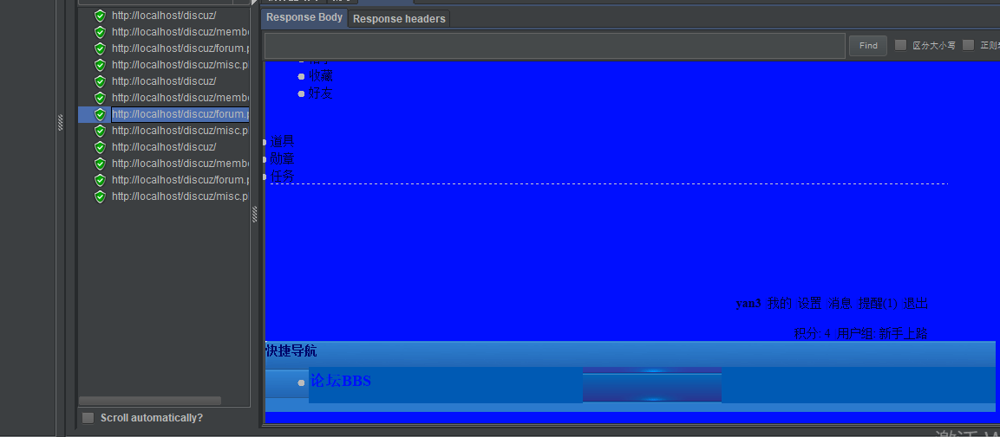 http://localhost/discuz/
http://localhost/discuz/membe
http://localhost/discuz/forum.p
http://localhost/discuz/misc.p
http://localhost/discuz/
http://localhost/discuz/membe
http://localhost/discuz/forum.p
http://localhost/discuz/misc.p
http://localhost/discuz/
http://localhost/discuz/membe
http://localhost/discuz/forum.p
http://localhost/discuz/misc.p
Scroll automatically?
Response Body Response headers
Find 区分大小写 正则
收藏
好友
道具
勋章
任务
yan3 我的 设置 消息 提醒(1) 退出
积分: 4 用户组: 新手上路
快捷导航
论坛BBS
激活 W